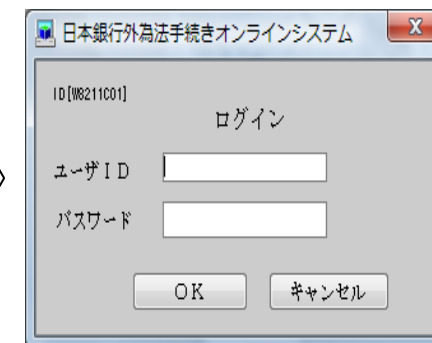 日本銀行外為法手続きオンラインシステム
ID[W8211C01]
ログイン
ユーザID
パスワード
OK キャンセル